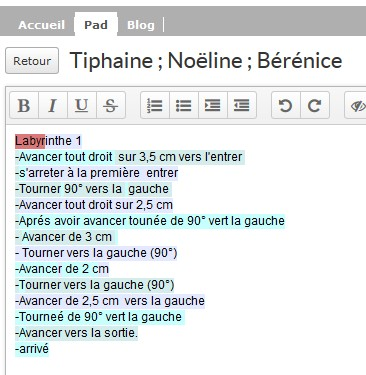 Accueil Pad Blog
Retour Tiphaine ; Noëline ; Bérénice
B I U S
Labyrinthe 1
-Avancer tout droit sur 3,5 cm vers l'entrer
-s'arreter à la première entrer
-Tourner 90° vers la gauche
-Avancer tout droit sur 2,5 cm
-Aprés avoir avancer tounée de 90° vert la gauche
- Avancer de 3 cm
- Tourner vers la gauche (90°)
-Avancer de 2 cm
-Tourner vers la gauche (90°)
-Avancer de 2,5 cm vers la gauche
-Tourneé de 90° vert la gauche
-Avancer vers la sortie.
-arrivé